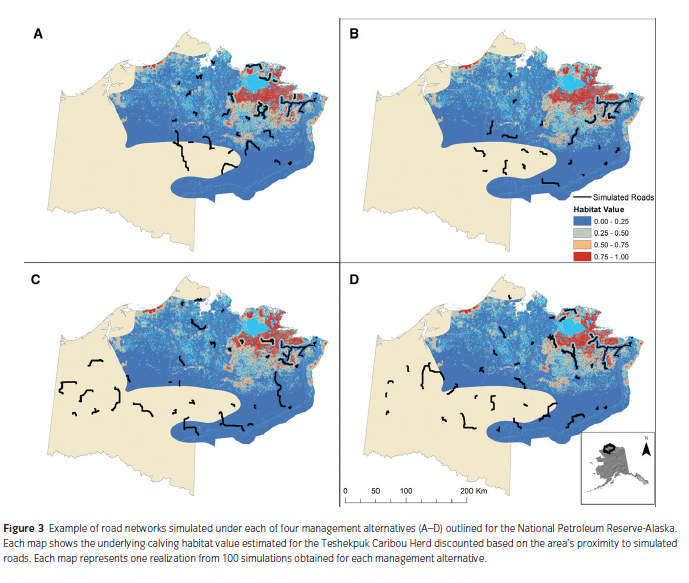 A
B
Simulated Roads
Habitat Value
0.00 - 0.25
0.25 - 0.50
0.50 - 0.75
0.75 - 1.00
C
D
N
0 50 100 200 Km
Figure 3 Example of road networks simulated under each of four management alternatives (A–D) outlined for the National Petroleum Reserve-Alaska.
Each map shows the underlying calving habitat value estimated for the Teshekpuk Caribou Herd discounted based on the area's proximity to simulated
roads. Each map represents one realization from 100 simulations obtained for each management alternative.